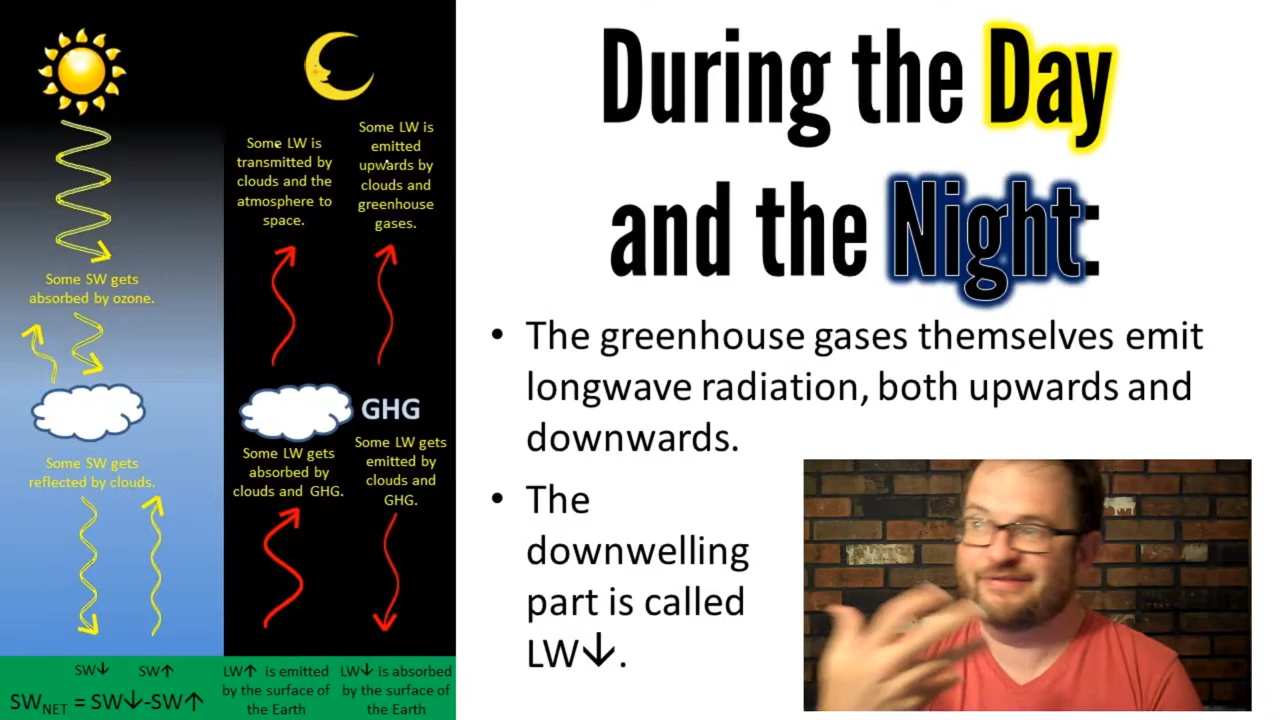 During the Day
and the Night:
• The greenhouse gases themselves emit
longwave radiation, both upwards and
downwards.
• The
downwelling
part is called
LW↓.
Some SW gets
absorbed by ozone.
Some SW gets
reflected by clouds.
SW↓
SW↑
SWNET = SW↓-SW↑
Some LW is
transmitted by
clouds and the
atmosphere to
space.
Some LW is
emitted
upwards by
clouds and
greenhouse
gases.
GHG
Some LW gets
absorbed by
clouds and GHG.
Some LW gets
emitted by
clouds and
GHG.
LW↑ is emitted
by the surface of
the Earth
LW↓ is absorbed
by the surface of
the Earth